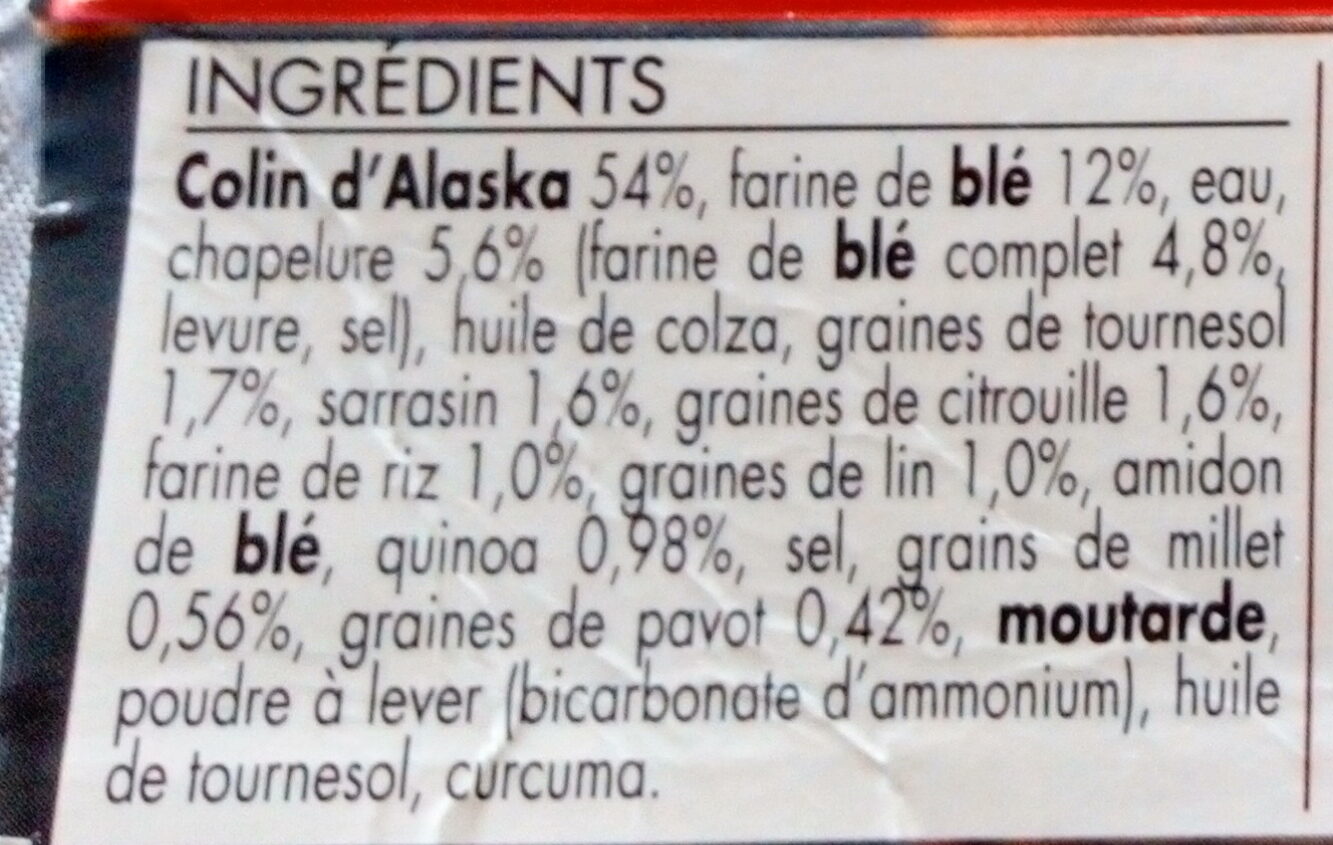 INGRÉDIENTS
Colin d'Alaska 54%, farine de blé 12%, eau,
chapelure 5,6% (farine de blé complet 4,8%,
levure, sel), huile de colza, graines de tournesol
1,7%, sarrasin 1,6%, graines de citrouille 1,6%,
farine de riz 1,0%, graines de lin 1,0%, amidon
de blé, quinoa 0,98%, sel, grains de millet
0,56%, graines de pavot 0,42%, moutarde,
poudre à lever (bicarbonate d'ammonium), huile
de tournesol, curcuma.